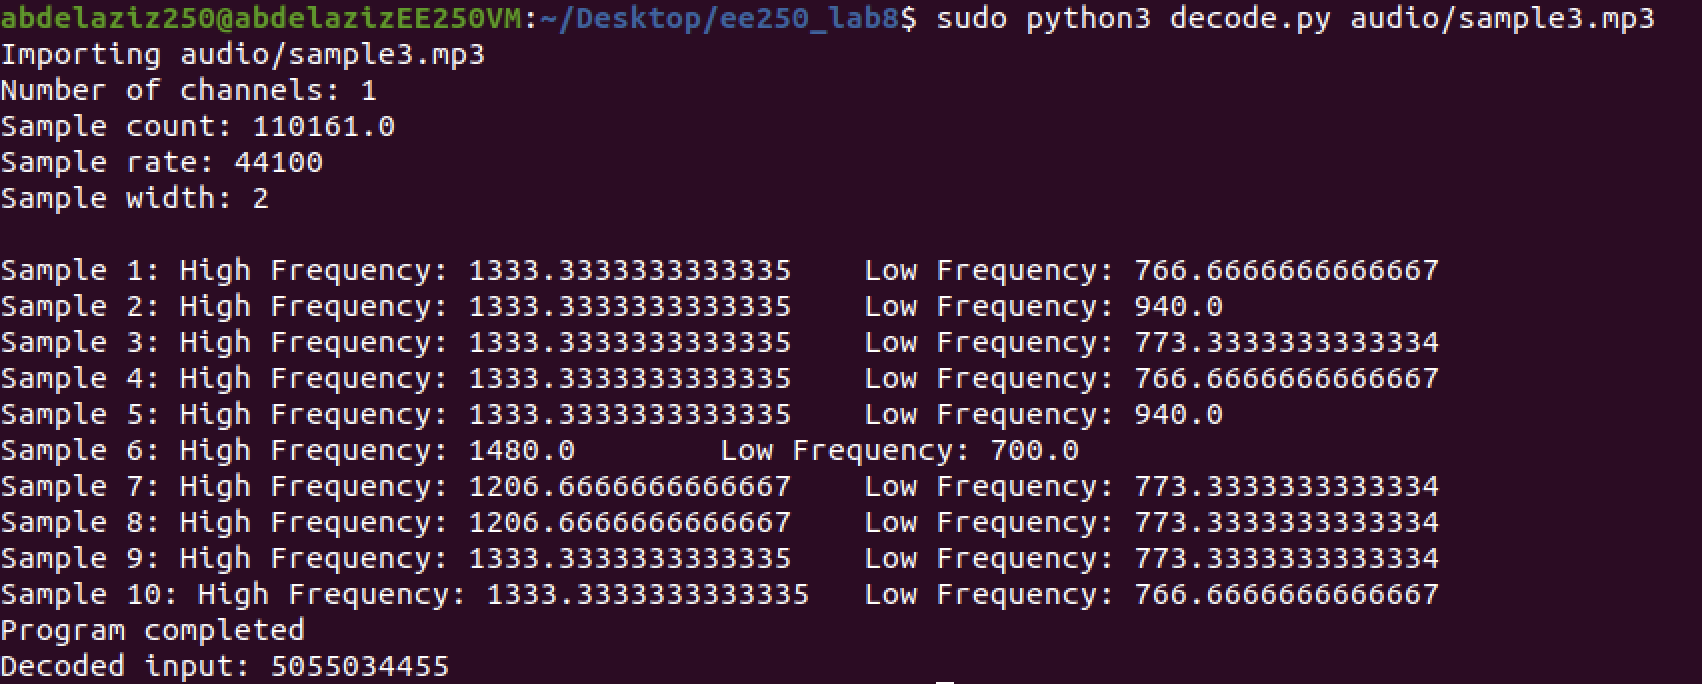 abdelaziz250@abdelazizEE250VM:~/Desktop/ee250_lab8$ sudo python3 decode.py audio/sample3.mp3
Importing audio/sample3.mp3
Number of channels: 1
Sample count: 110161.0
Sample rate: 44100
Sample width: 2
Sample 1: High Frequency: 1333.3333333333335    Low Frequency: 766.6666666666667
Sample 2: High Frequency: 1333.3333333333335    Low Frequency: 940.0
Sample 3: High Frequency: 1333.3333333333335    Low Frequency: 773.3333333333334
Sample 4: High Frequency: 1333.3333333333335    Low Frequency: 766.6666666666667
Sample 5: High Frequency: 1333.3333333333335    Low Frequency: 940.0
Sample 6: High Frequency: 1480.0        Low Frequency: 700.0
Sample 7: High Frequency: 1206.6666666666667    Low Frequency: 773.3333333333334
Sample 8: High Frequency: 1206.6666666666667    Low Frequency: 773.3333333333334
Sample 9: High Frequency: 1333.3333333333335    Low Frequency: 773.3333333333334
Sample 10: High Frequency: 1333.3333333333335   Low Frequency: 766.6666666666667
Program completed
Decoded input: 5055034455